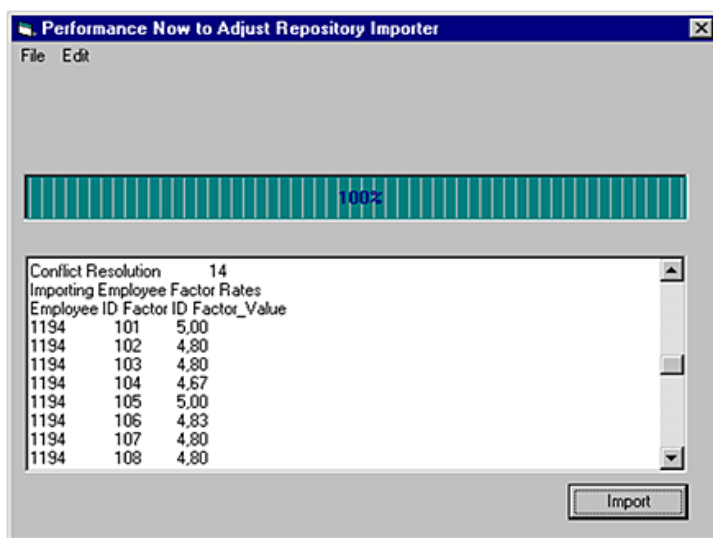 Performance Now to Adjust Repository Importer
File Edit
100%
Conflict Resolution 14
Importing Employee Factor Rates
Employee ID Factor ID Factor_Value
1194 101 5,00
1194 102 4,80
1194 103 4,80
1194 104 4,67
1194 105 5,00
1194 106 4,83
1194 107 4,80
1194 108 4,80
Import